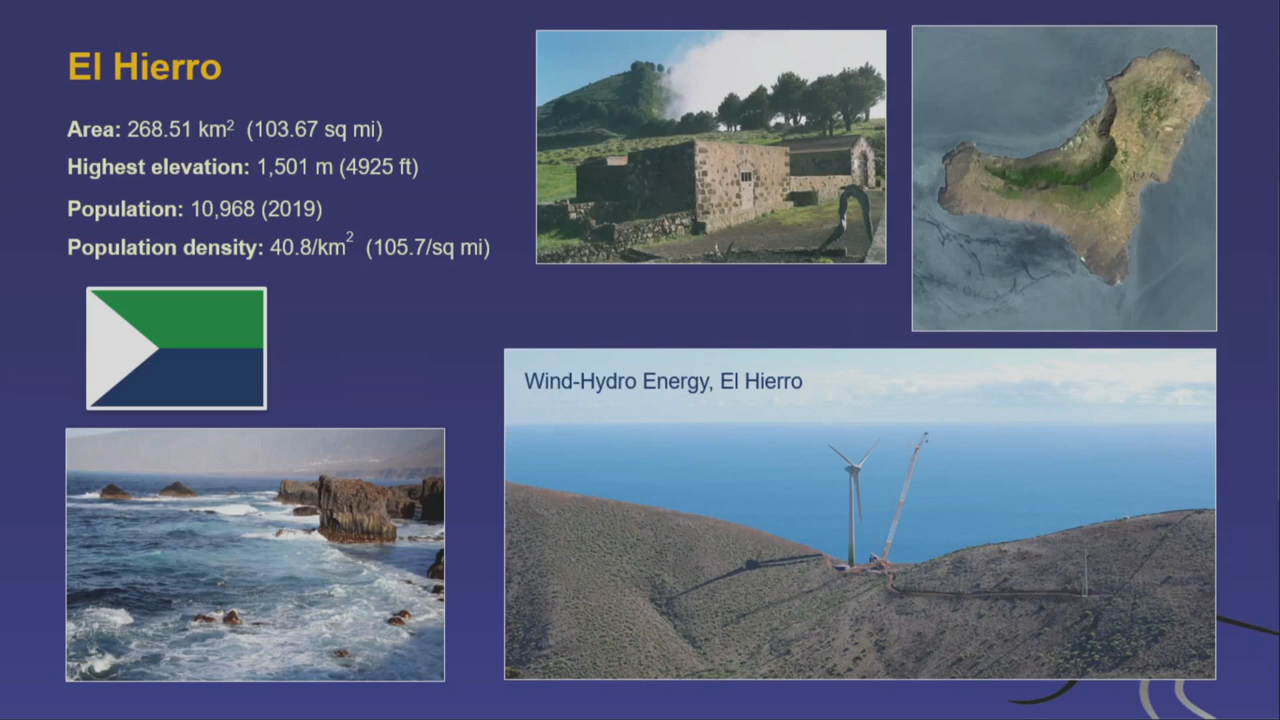 El Hierro
Area: 268.51 km² (103.67 sq mi)
Highest elevation: 1,501 m (4925 ft)
Population: 10,968 (2019)
Population density: 40.8/km² (105.7/sq mi)
Wind-Hydro Energy, El Hierro